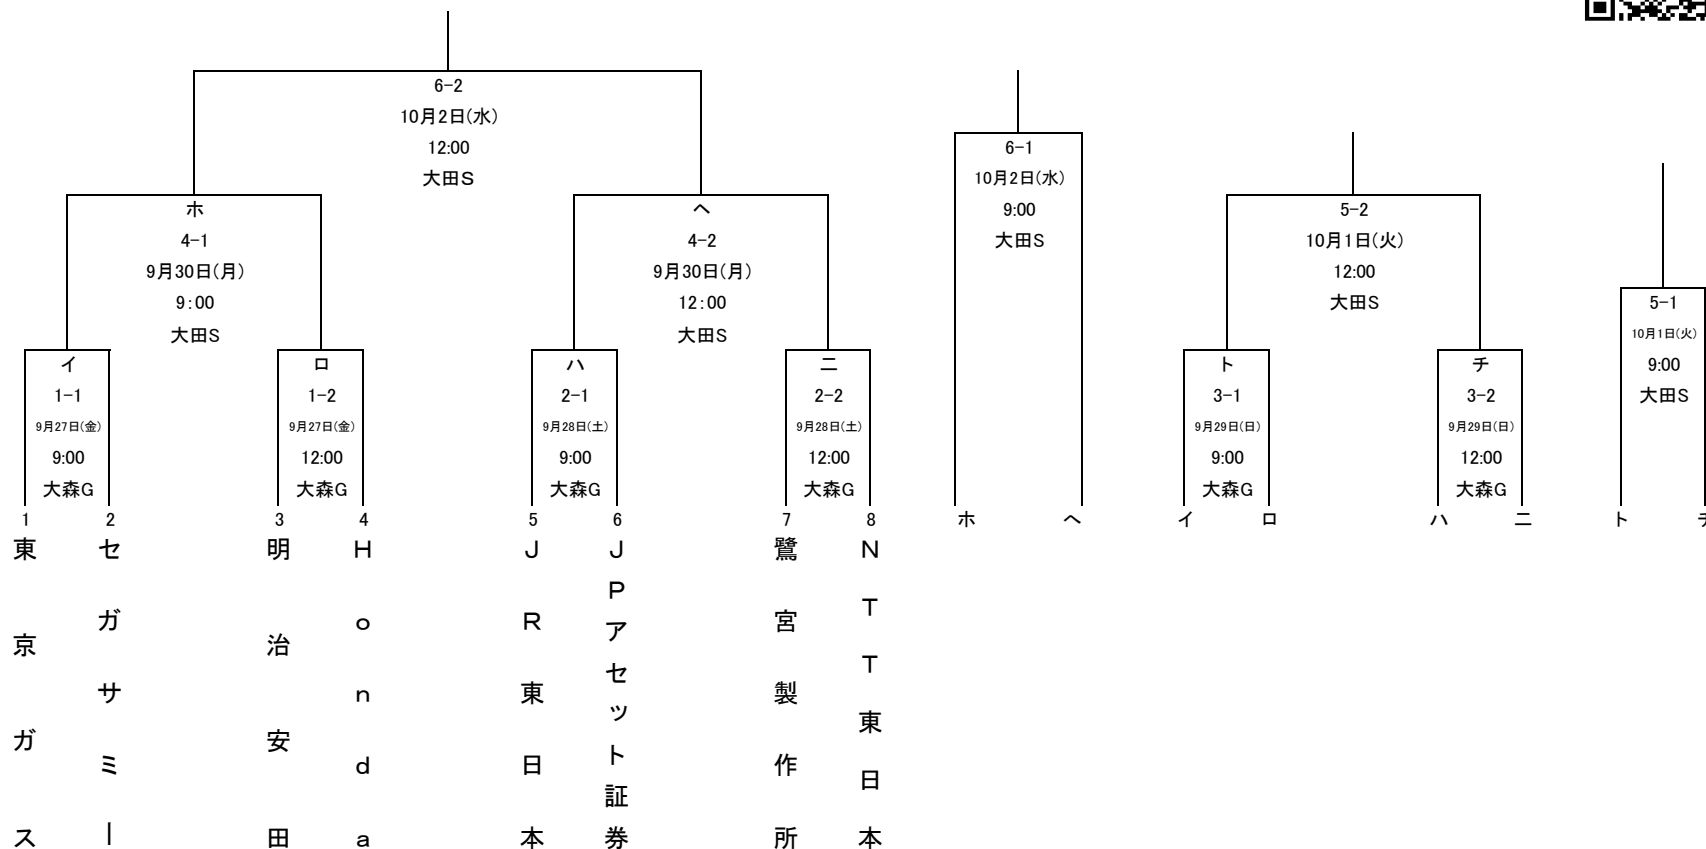 6-2
10月2日(水)
12:00
大田S
6-1
10月2日(水)
9:00
大田S
ホ
4-1
9月30日(月)
9:00
大田S
ヘ
4-2
9月30日(月)
12:00
大田S
5-2
10月1日(火)
12:00
大田S
5-1
10月1日(火)
9:00
大田S
イ
1-1
9月27日(金)
9:00
大森G
ロ
1-2
9月27日(金)
12:00
大森G
ハ
2-1
9月28日(土)
9:00
大森G
ニ
2-2
9月28日(土)
12:00
大森G
ト
3-1
9月29日(日)
9:00
大森G
チ
3-2
9月29日(日)
12:00
大森G
1 2 3 4 5 6 7 8
ホ ヘ イ ロ ハ ニ ト チ
東京ガス
セガサミー
明治安田
Ｈｏｎｄａ
ＪＲ東日本
ＪＰアセット証券
鷺宮製作所
ＮＴＴ東日本